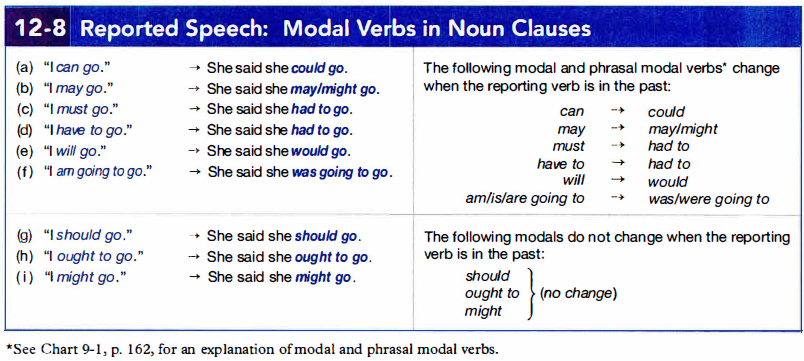 12-8 Reported Speech: Modal Verbs in Noun Clauses
(a) "I can go." → She said she could go.
(b) "I may go." → She said she may/might go.
(c) "I must go." → She said she had to go.
(d) "I have to go." → She said she had to go.
(e) "I will go." → She said she would go.
(f) "I am going to go." → She said she was going to go.
The following modal and phrasal modal verbs* change
when the reporting verb is in the past:
can → could
may → may/might
must → had to
have to → had to
will → would
am/is/are going to → was/were going to
(g) "I should go." → She said she should go.
(h) "I ought to go." → She said she ought to go.
(i) "I might go." → She said she might go.
The following modals do not change when the reporting
verb is in the past:
should
ought to } (no change)
might
*See Chart 9-1, p. 162, for an explanation of modal and phrasal modal verbs.